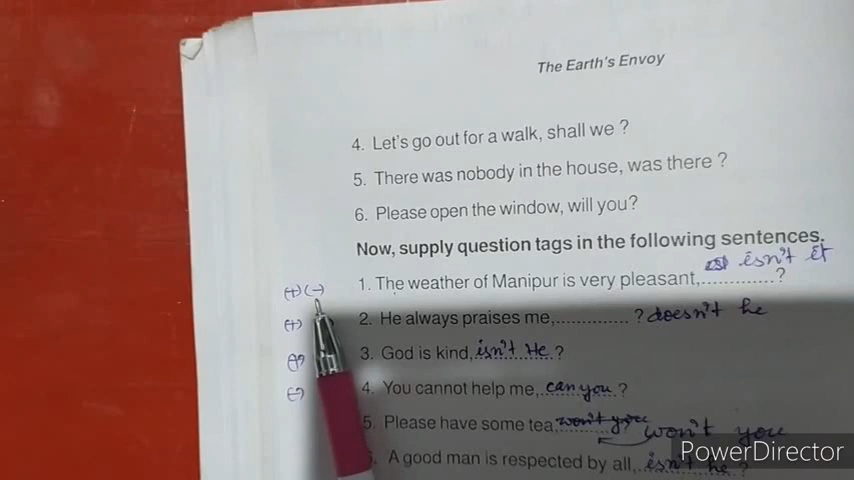 The Earth's Envoy
4. Let's go out for a walk, shall we ?
5. There was nobody in the house, was there ?
6. Please open the window, will you?
Now, supply question tags in the following sentences.
(+) (-) 1. The weather of Manipur is very pleasant,.............. ? isn't it
(+) 2. He always praises me,.............. ? doesn't he
(+) 3. God is kind, isn't He ?
(-) 4. You cannot help me, can you ?
5. Please have some tea won't you won't you
A good man is respected by all, isn't he ?
PowerDirector